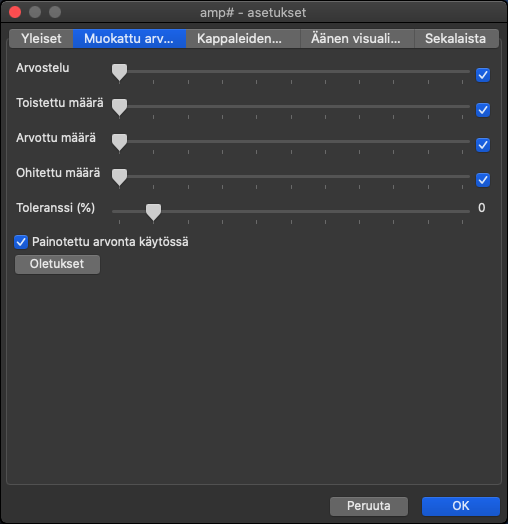 amp# - asetukset
Yleiset Muokattu arv... Kappaleiden... Äänen visuali... Sekalaista
Arvostelu
Toistettu määrä
Arvottu määrä
Ohitettu määrä
Toleranssi (%) 0
Painotettu arvonta käytössä
Oletukset
Peruuta OK